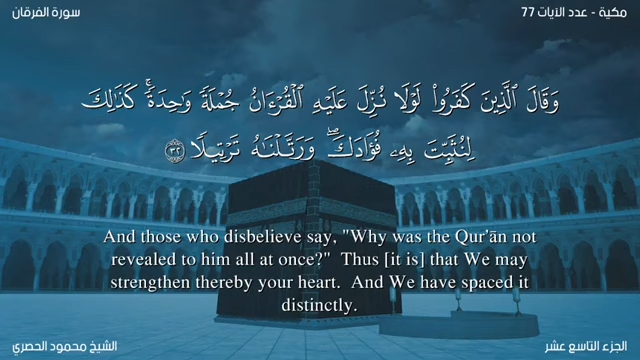 سورة الفرقان
مكية - عدد الآيات 77
وَقَالَ ٱلَّذِينَ كَفَرُوا۟ لَوْلَا نُزِّلَ عَلَيْهِ ٱلْقُرْءَانُ جُمْلَةً وَٰحِدَةً ۚ كَذَٰلِكَ
لِنُثَبِّتَ بِهِۦ فُؤَادَكَ ۖ وَرَتَّلْنَٰهُ تَرْتِيلًا ٣٢
And those who disbelieve say, "Why was the Qur'ān not
revealed to him all at once?" Thus [it is] that We may
strengthen thereby your heart. And We have spaced it
distinctly.
الشيخ محمود الحصري
الجزء التاسع عشر